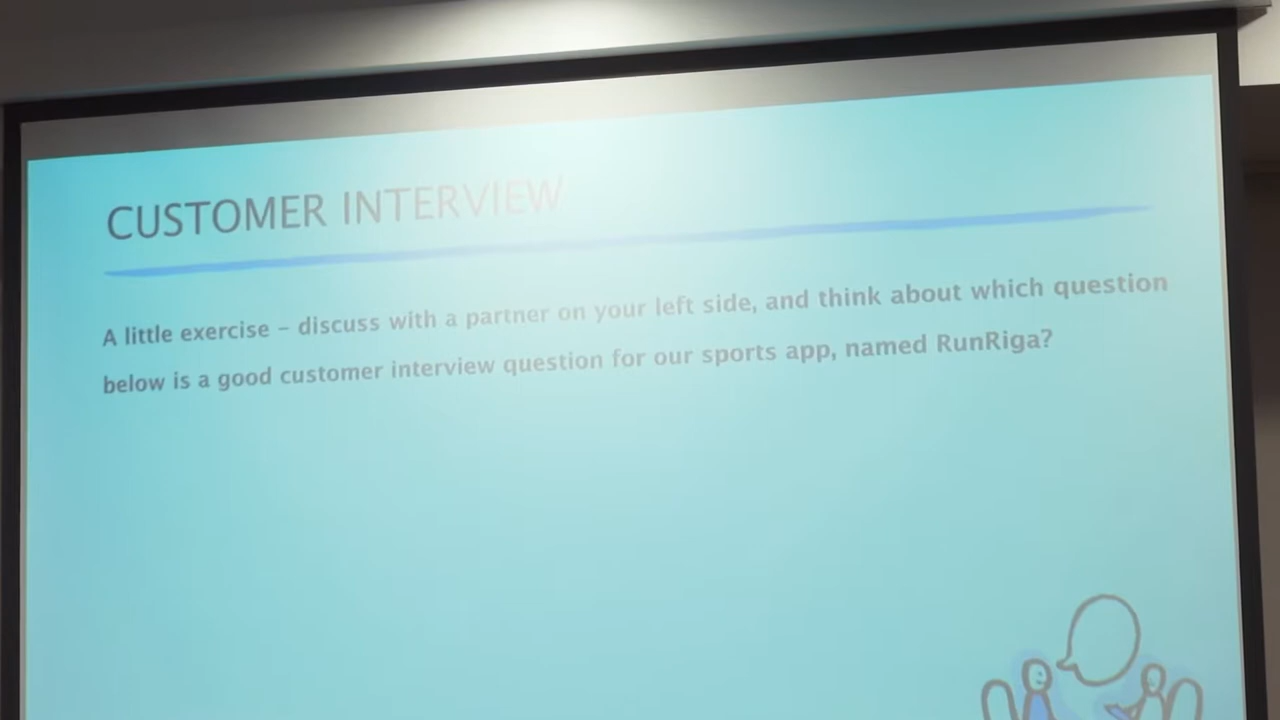 CUSTOMER INTERVIEW
A little exercise – discuss with a partner on your left side, and think about which question
below is a good customer interview question for our sports app, named RunRiga?